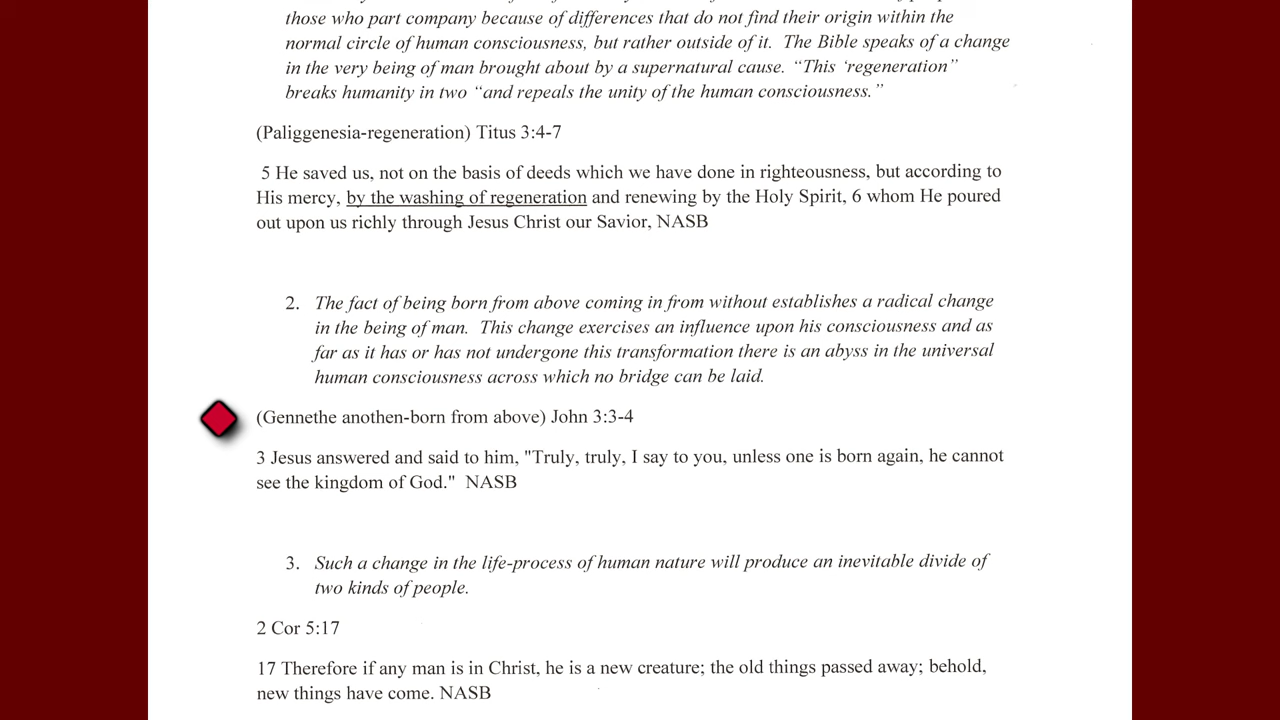 those who part company because of differences that do not find their origin within the
normal circle of human consciousness, but rather outside of it.  The Bible speaks of a change
in the very being of man brought about by a supernatural cause. “This ‘regeneration”
breaks humanity in two “and repeals the unity of the human consciousness.”
(Paliggenesia-regeneration) Titus 3:4-7
5 He saved us, not on the basis of deeds which we have done in righteousness, but according to
His mercy, by the washing of regeneration and renewing by the Holy Spirit, 6 whom He poured
out upon us richly through Jesus Christ our Savior, NASB
2. The fact of being born from above coming in from without establishes a radical change
in the being of man.  This change exercises an influence upon his consciousness and as
far as it has or has not undergone this transformation there is an abyss in the universal
human consciousness across which no bridge can be laid.
(Gennethe anothen-born from above) John 3:3-4
3 Jesus answered and said to him, "Truly, truly, I say to you, unless one is born again, he cannot
see the kingdom of God."  NASB
3. Such a change in the life-process of human nature will produce an inevitable divide of
two kinds of people.
2 Cor 5:17
17 Therefore if any man is in Christ, he is a new creature; the old things passed away; behold,
new things have come. NASB